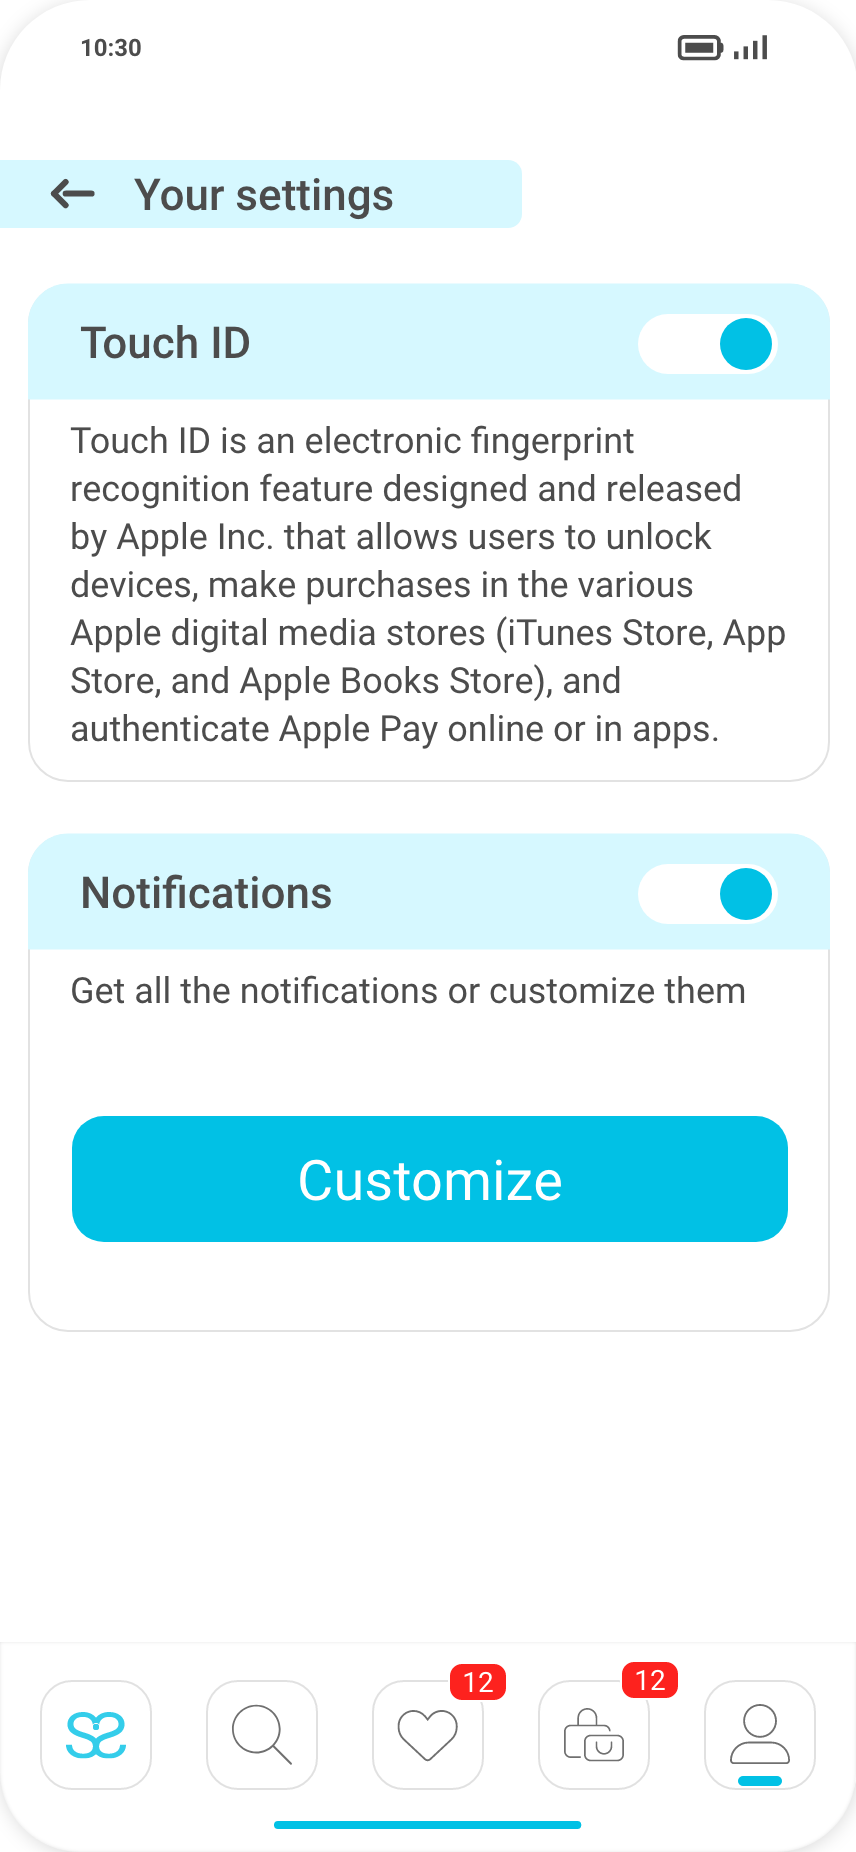 10:30
Your settings
Touch ID
Touch ID is an electronic fingerprint
recognition feature designed and released
by Apple Inc. that allows users to unlock
devices, make purchases in the various
Apple digital media stores (iTunes Store, App
Store, and Apple Books Store), and
authenticate Apple Pay online or in apps.
Notifications
Get all the notifications or customize them
Customize
12
12